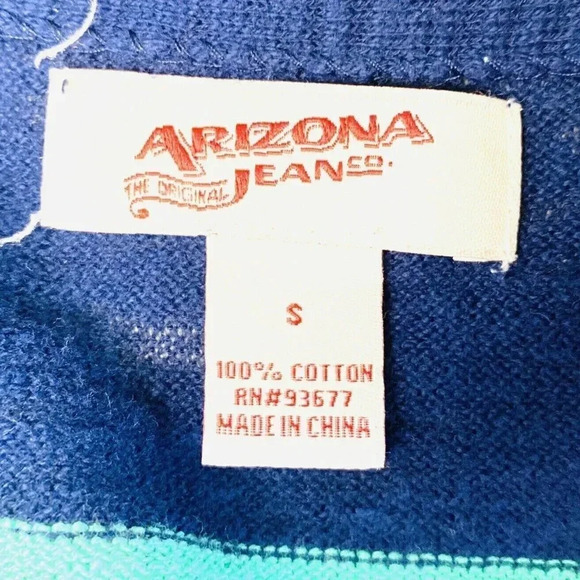 ARIZONA
THE ORIGINAL JEAN CO.
S
100% COTTON
RN#93677
MADE IN CHINA